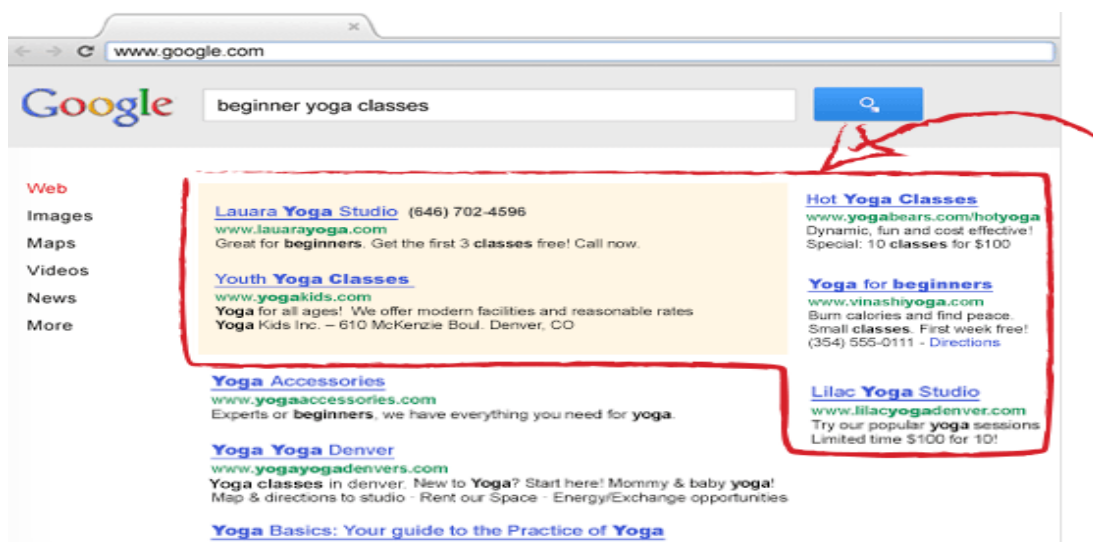 www.google.com
Google
beginner yoga classes
Web
Images
Maps
Videos
News
More
Lauara Yoga Studio (646) 702-4596
www.lauarayoga.com
Great for beginners. Get the first 3 classes free! Call now.
Youth Yoga Classes
www.yogakids.com
Yoga for all ages! We offer modern facilities and reasonable rates
Yoga Kids Inc. – 610 McKenzie Boul. Denver, CO
Yoga Accessories
www.yogaaccessories.com
Experts or beginners, we have everything you need for yoga.
Yoga Yoga Denver
www.yogayogadenvers.com
Yoga classes in denver. New to Yoga? Start here! Mommy & baby yoga!
Map & directions to studio - Rent our Space - Energy/Exchange opportunities
Yoga Basics: Your guide to the Practice of Yoga
Hot Yoga Classes
www.yogabears.com/hotyoga
Dynamic, fun and cost effective!
Special: 10 classes for $100
Yoga for beginners
www.vinashiyoga.com
Burn calories and find peace.
Small classes. First week free!
(354) 555-0111 - Directions
Lilac Yoga Studio
www.lilacyogadenver.com
Try our popular yoga sessions
Limited time $100 for 10!